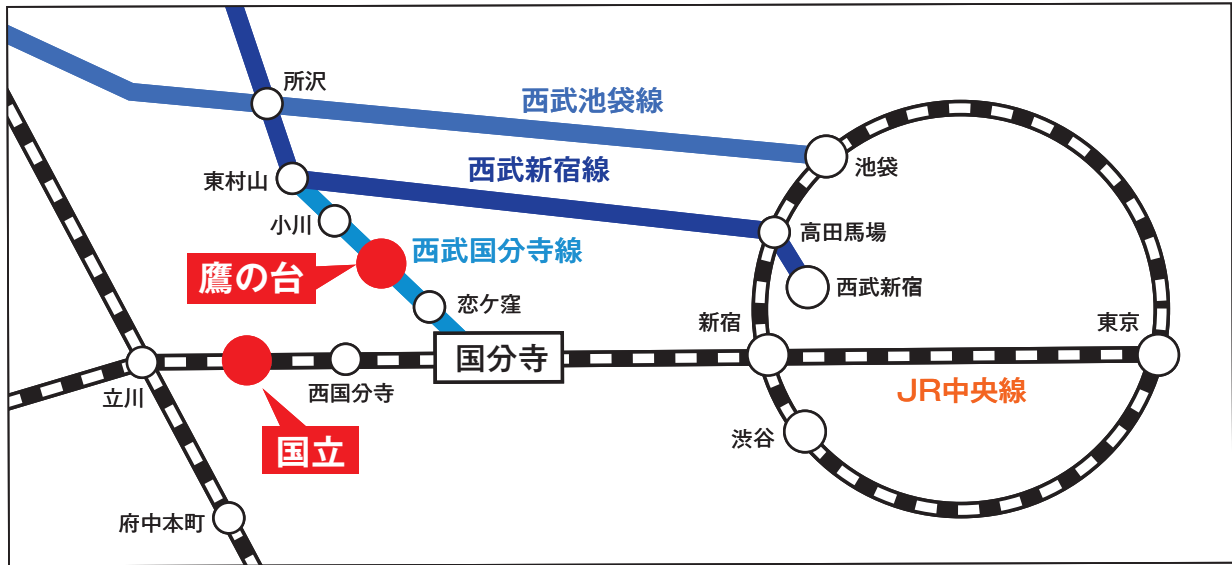 所沢
西武池袋線
池袋
東村山
西武新宿線
小川
高田馬場
西武国分寺線
鷹の台
西武新宿
恋ケ窪
新宿
東京
国分寺
立川
西国分寺
JR中央線
国立
渋谷
府中本町